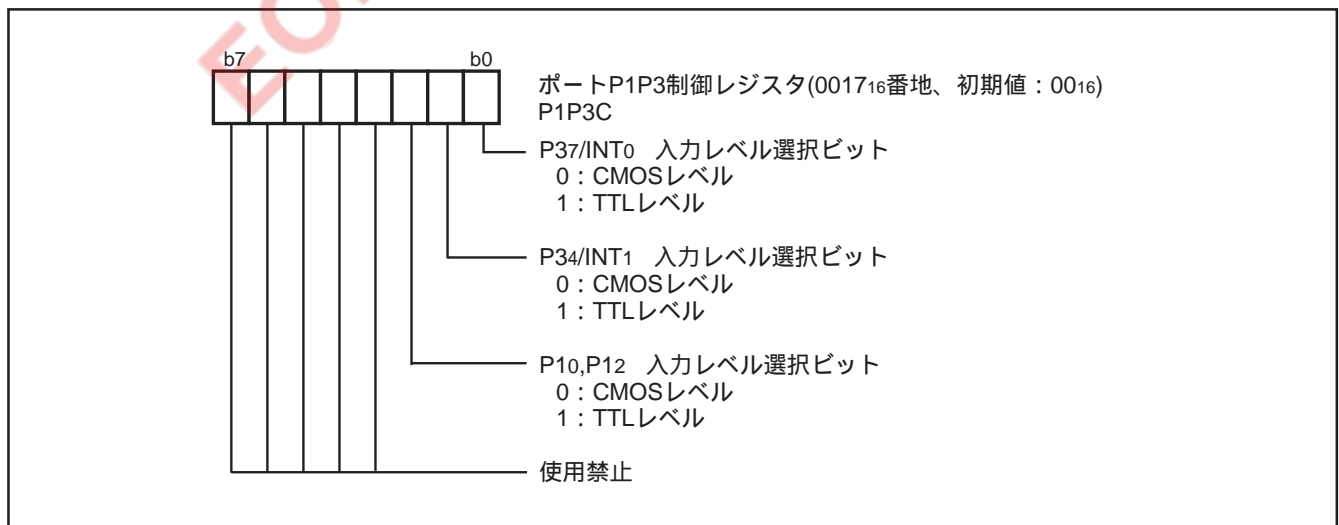 EO
b7 b0
ポートP1P3制御レジスタ(001716番地、初期値：0016)
P1P3C
P37/INT0 入力レベル選択ビット
0：CMOSレベル
1：TTLレベル
P34/INT1 入力レベル選択ビット
0：CMOSレベル
1：TTLレベル
P10,P12 入力レベル選択ビット
0：CMOSレベル
1：TTLレベル
使用禁止